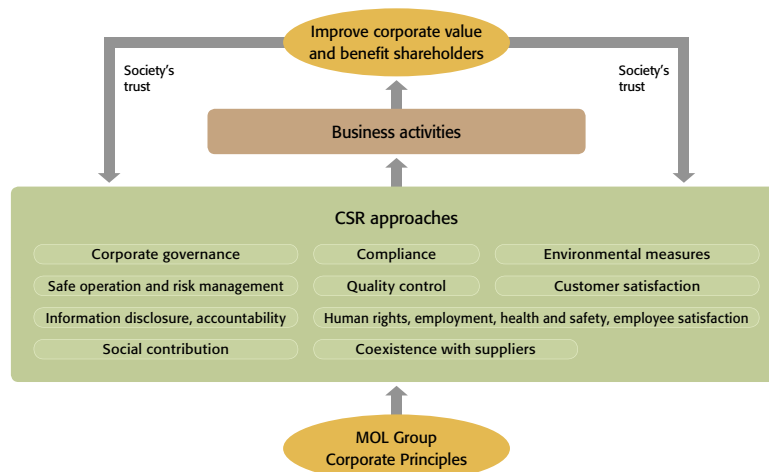 Improve corporate value
and benefit shareholders
Society's
trust
Society's
trust
Business activities
CSR approaches
Corporate governance
Compliance
Environmental measures
Safe operation and risk management
Quality control
Customer satisfaction
Information disclosure, accountability
Human rights, employment, health and safety, employee satisfaction
Social contribution
Coexistence with suppliers
MOL Group
Corporate Principles